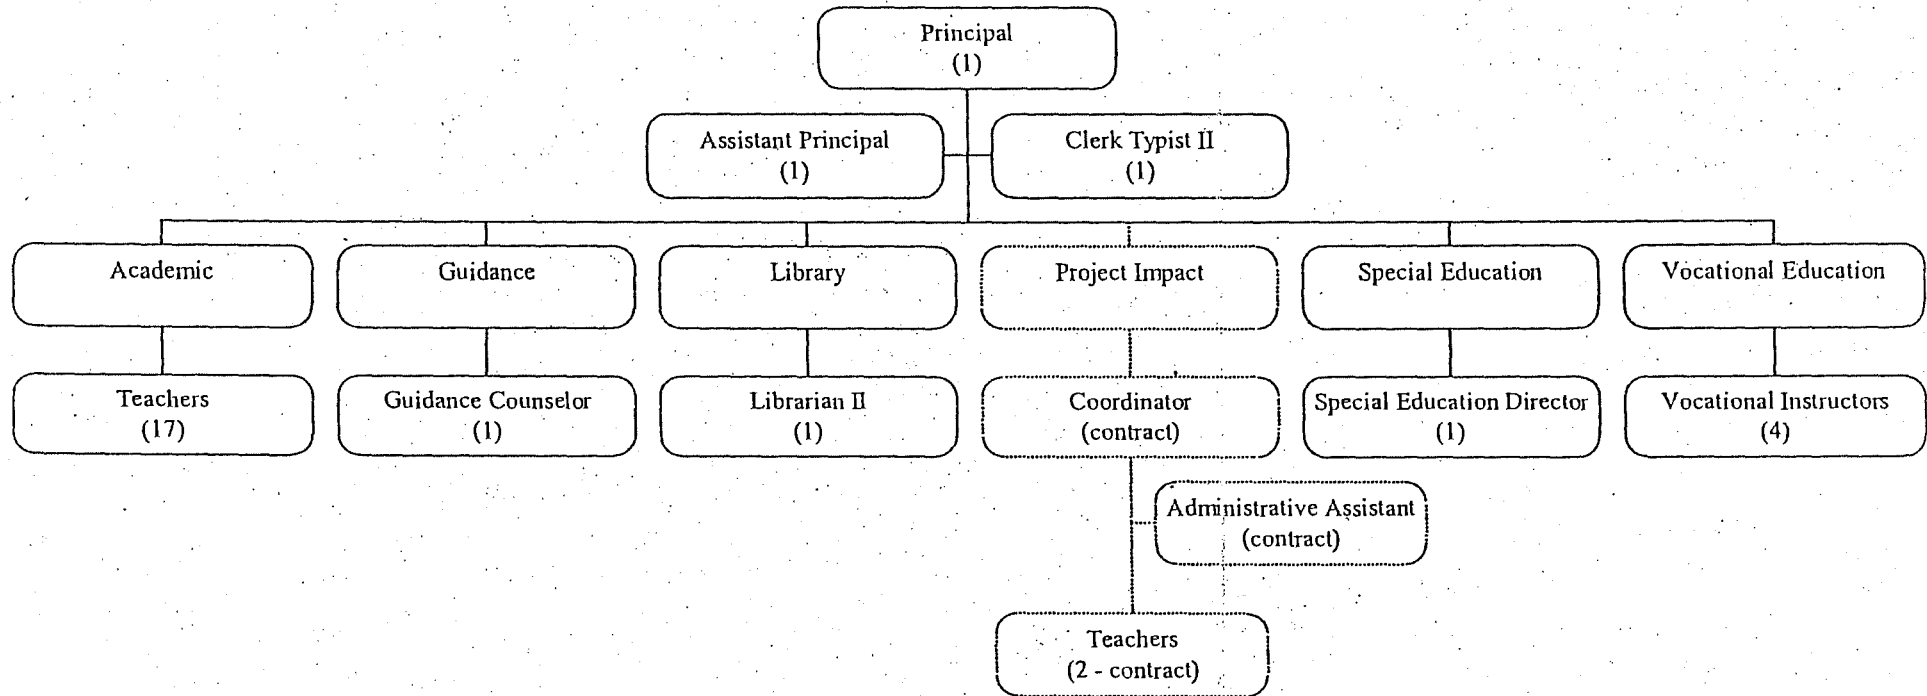 Principal
(1)
Assistant Principal
(1)
Clerk Typist II
(1)
Academic
Guidance
Library
Project Impact
Special Education
Vocational Education
Teachers
(17)
Guidance Counselor
(1)
Librarian II
(1)
Coordinator
(contract)
Special Education Director
(1)
Vocational Instructors
(4)
Administrative Assistant
(contract)
Teachers
(2 - contract)